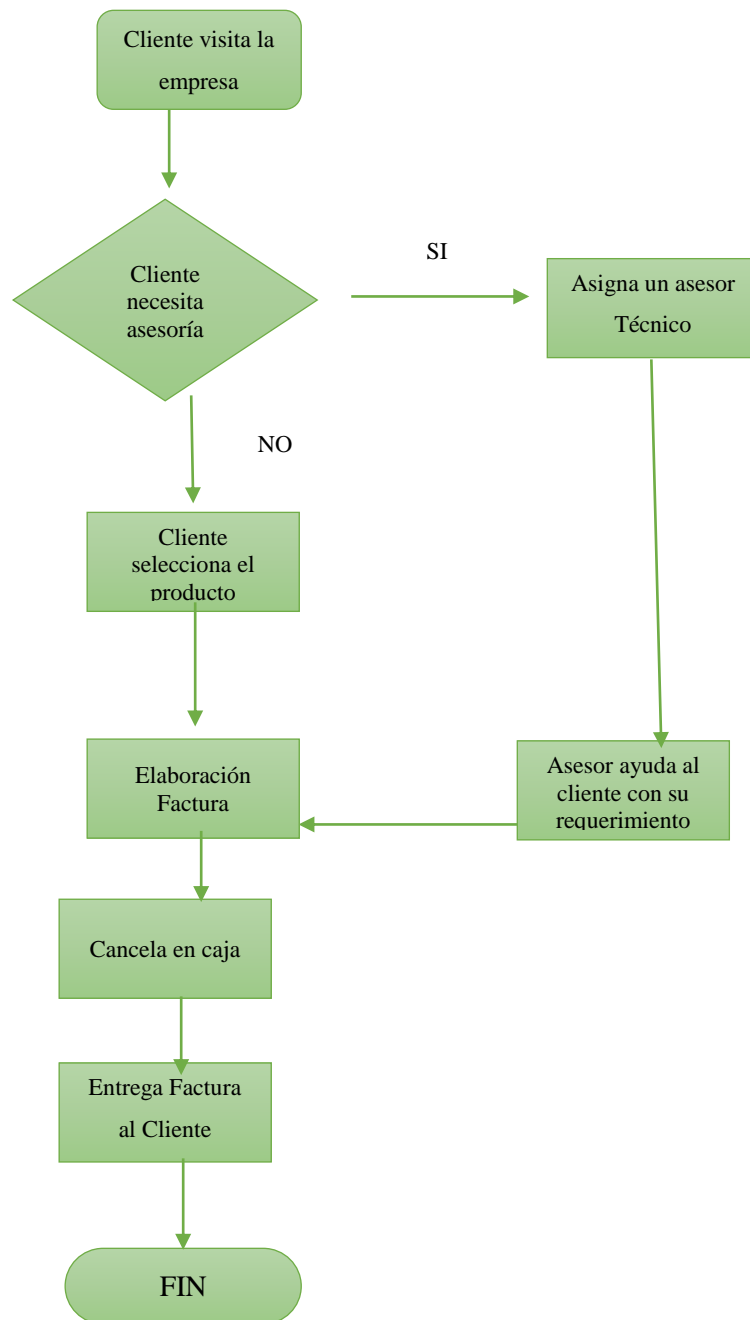 Cliente visita la
empresa
Cliente
necesita
asesoría
SI
Asigna un asesor
Técnico
NO
Cliente
selecciona el
producto
Elaboración
Factura
Asesor ayuda al
cliente con su
requerimiento
Cancela en caja
Entrega Factura
al Cliente
FIN